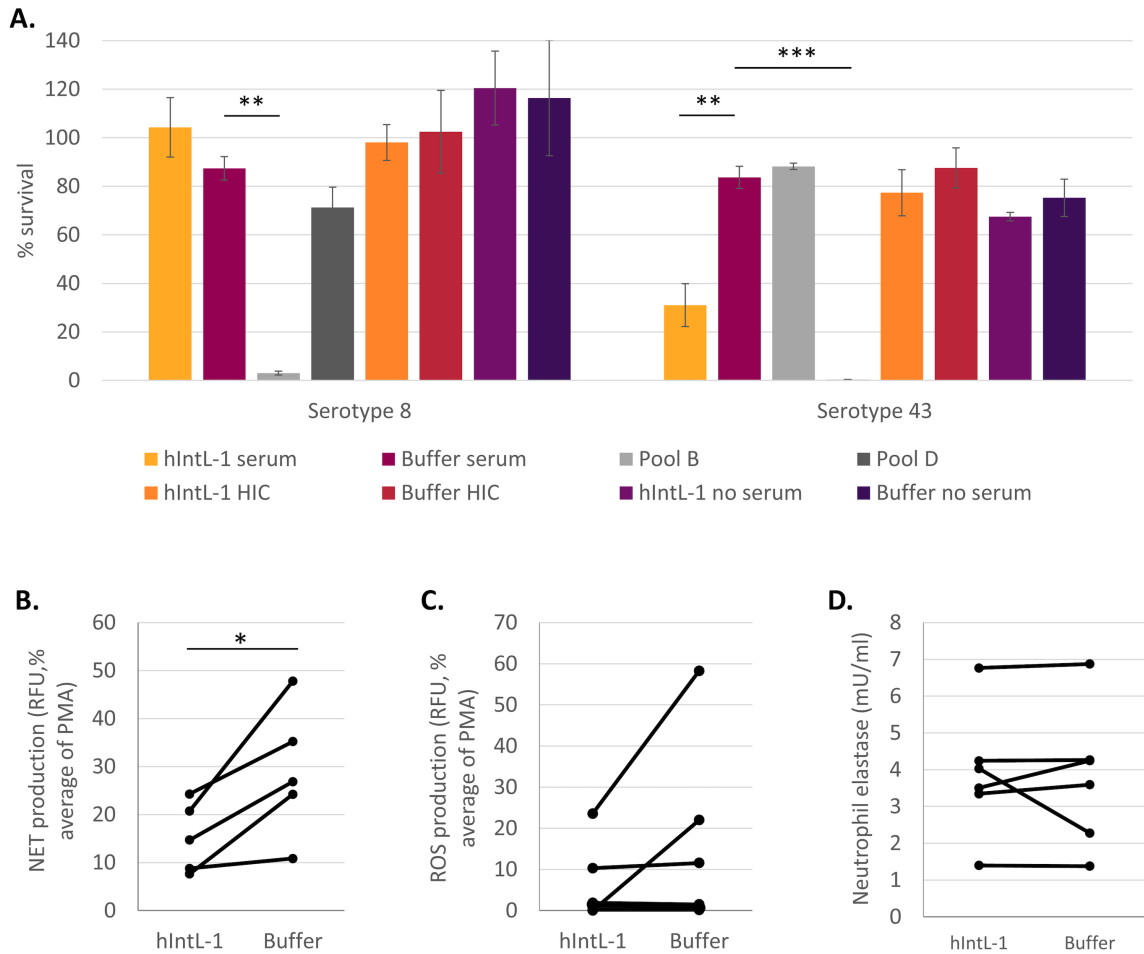 A.
140
120
100
80
60
40
20
0
% survival
**
**
***
Serotype 8
Serotype 43
hIntL-1 serum
Buffer serum
Pool B
Pool D
hIntL-1 HIC
Buffer HIC
hIntL-1 no serum
Buffer no serum
B.
60
50
40
30
20
10
0
NET production (RFU,%
average of PMA)
*
hIntL-1
Buffer
C.
70
60
50
40
30
20
10
0
ROS production (RFU, %
average of PMA)
hIntL-1
Buffer
D.
8
7
6
5
4
3
2
1
0
Neutrophil elastase (mU/ml)
hIntL-1
Buffer